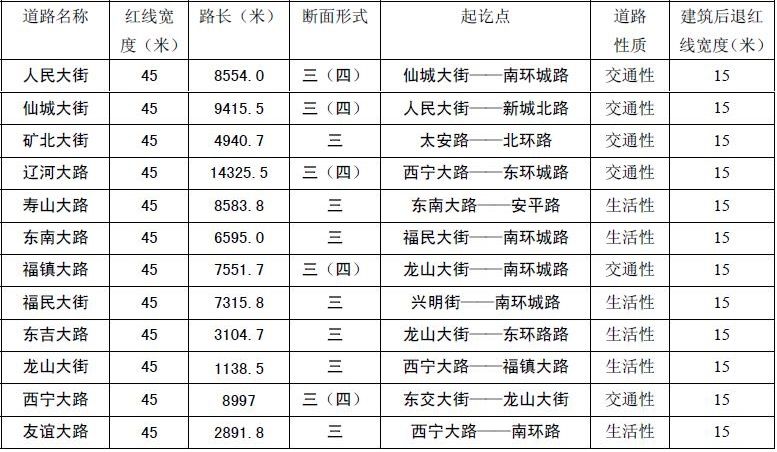 道路名称 红线宽度（米） 路长（米） 断面形式 起讫点 道路性质 建筑后退红线宽度(米)
人民大街 45 8554.0 三（四） 仙城大街——南环城路 交通性 15
仙城大街 45 9415.5 三（四） 人民大街——新城北路 交通性 15
矿北大街 45 4940.7 三 太安路——北环路 交通性 15
辽河大路 45 14325.5 三（四） 西宁大路——东环城路 交通性 15
寿山大路 45 8583.8 三 东南大路——安平路 生活性 15
东南大路 45 6595.0 三 福民大街——南环城路 生活性 15
福镇大路 45 7551.7 三（四） 龙山大街——南环城路 交通性 15
福民大街 45 7315.8 三 兴明街——南环城路 生活性 15
东吉大路 45 3104.7 三 龙山大街——东环路路 生活性 15
龙山大街 45 1138.5 三 西宁大路——福镇大路 生活性 15
西宁大路 45 8997 三（四） 东交大街——龙山大街 交通性 15
友谊大路 45 2891.8 三 西宁大路——南环路 生活性 15